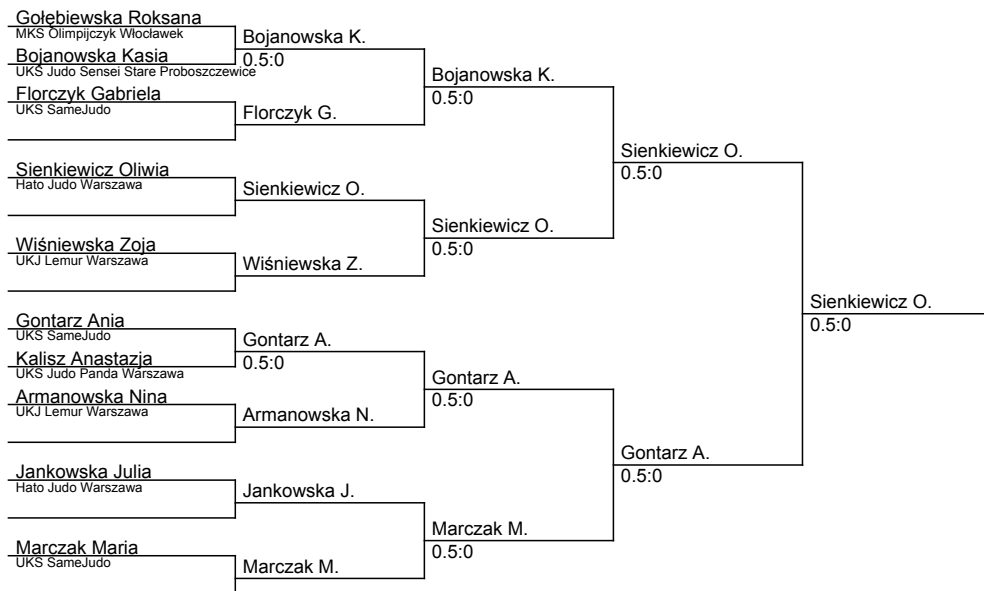 Gołębiewska Roksana
MKS Olimpijczyk Włocławek
Bojanowska Kasia
UKS Judo Sensei Stare Proboszczewice
Florczyk Gabriela
UKS SameJudo
Sienkiewicz Oliwia
Hato Judo Warszawa
Wiśniewska Zoja
UKJ Lemur Warszawa
Gontarz Ania
UKS SameJudo
Kalisz Anastazja
UKS Judo Panda Warszawa
Armanowska Nina
UKJ Lemur Warszawa
Jankowska Julia
Hato Judo Warszawa
Marczak Maria
UKS SameJudo
Bojanowska K.
0.5:0
Florczyk G.
Sienkiewicz O.
Wiśniewska Z.
Gontarz A.
0.5:0
Armanowska N.
Jankowska J.
Marczak M.
Bojanowska K.
0.5:0
Sienkiewicz O.
0.5:0
Gontarz A.
0.5:0
Marczak M.
0.5:0
Sienkiewicz O.
0.5:0
Gontarz A.
0.5:0
Sienkiewicz O.
0.5:0